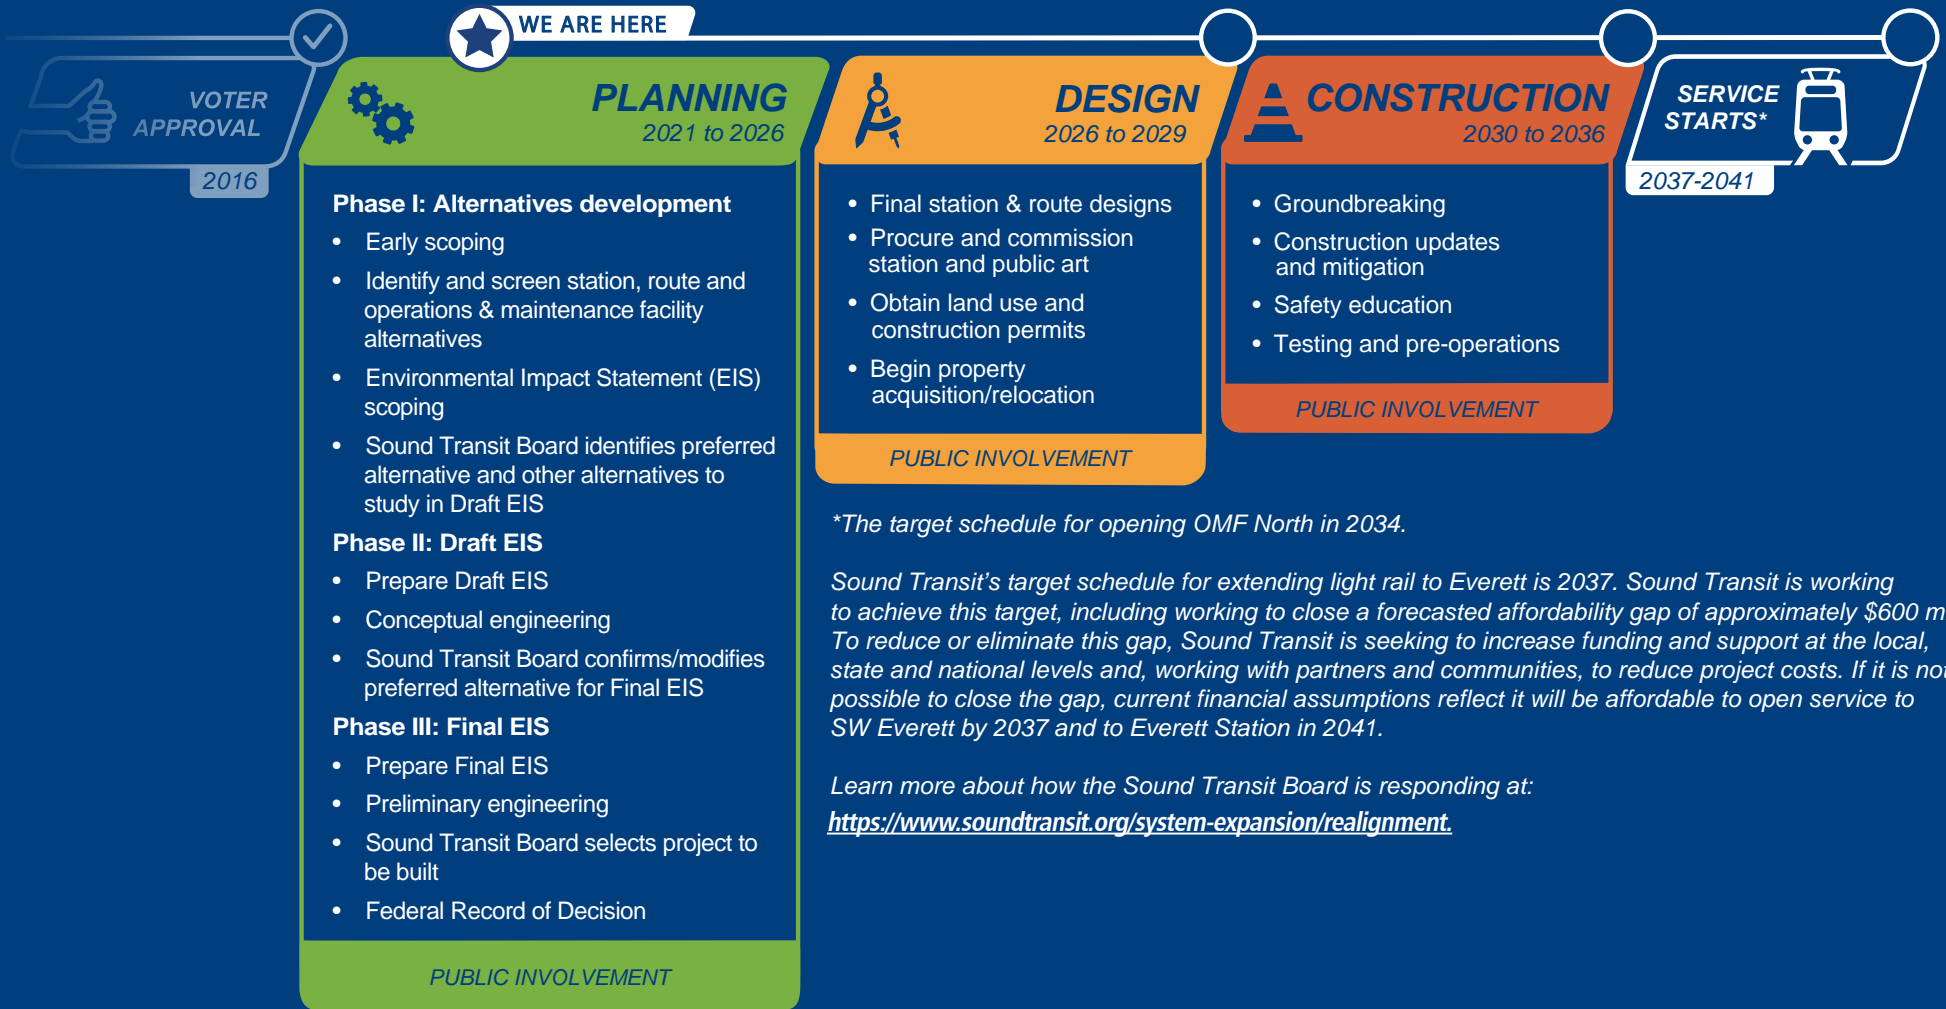 WE ARE HERE
VOTER
APPROVAL
2016
PLANNING
2021 to 2026
Phase I: Alternatives development
• Early scoping
• Identify and screen station, route and
operations & maintenance facility
alternatives
• Environmental Impact Statement (EIS)
scoping
• Sound Transit Board identifies preferred
alternative and other alternatives to
study in Draft EIS
Phase II: Draft EIS
• Prepare Draft EIS
• Conceptual engineering
• Sound Transit Board confirms/modifies
preferred alternative for Final EIS
Phase III: Final EIS
• Prepare Final EIS
• Preliminary engineering
• Sound Transit Board selects project to
be built
• Federal Record of Decision
PUBLIC INVOLVEMENT
DESIGN
2026 to 2029
• Final station & route designs
• Procure and commission
station and public art
• Obtain land use and
construction permits
• Begin property
acquisition/relocation
PUBLIC INVOLVEMENT
CONSTRUCTION
2030 to 2036
• Groundbreaking
• Construction updates
and mitigation
• Safety education
• Testing and pre-operations
PUBLIC INVOLVEMENT
SERVICE
STARTS*
2037-2041
*The target schedule for opening OMF North in 2034.
Sound Transit's target schedule for extending light rail to Everett is 2037. Sound Transit is working
to achieve this target, including working to close a forecasted affordability gap of approximately $600 m
To reduce or eliminate this gap, Sound Transit is seeking to increase funding and support at the local,
state and national levels and, working with partners and communities, to reduce project costs. If it is not
possible to close the gap, current financial assumptions reflect it will be affordable to open service to
SW Everett by 2037 and to Everett Station in 2041.
Learn more about how the Sound Transit Board is responding at:
https://www.soundtransit.org/system-expansion/realignment.